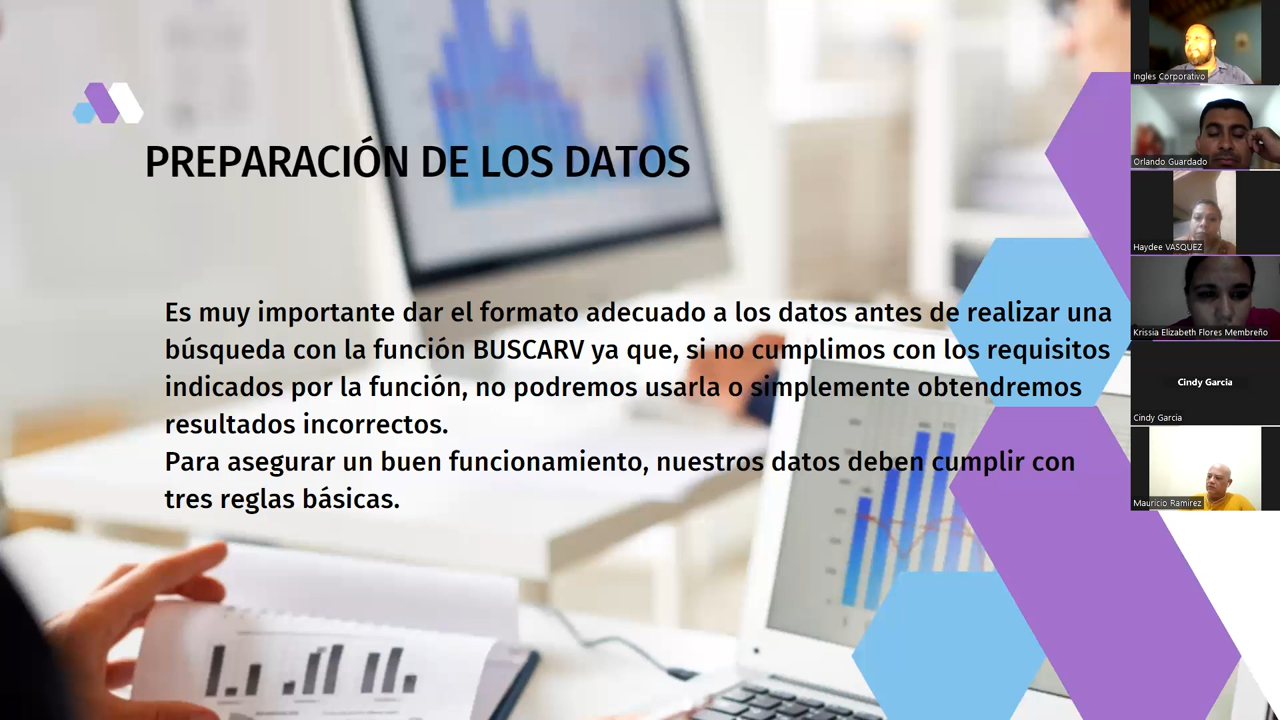 PREPARACIÓN DE LOS DATOS
Es muy importante dar el formato adecuado a los datos antes de realizar una
búsqueda con la función BUSCARV ya que, si no cumplimos con los requisitos
indicados por la función, no podremos usarla o simplemente obtendremos
resultados incorrectos.
Para asegurar un buen funcionamiento, nuestros datos deben cumplir con
tres reglas básicas.
Ingles Corporativo
Orlando Guardado
Haydee VASQUEZ
Krissia Elizabeth Flores Membreño
Cindy Garcia
Cindy Garcia
Mauricio Ramirez